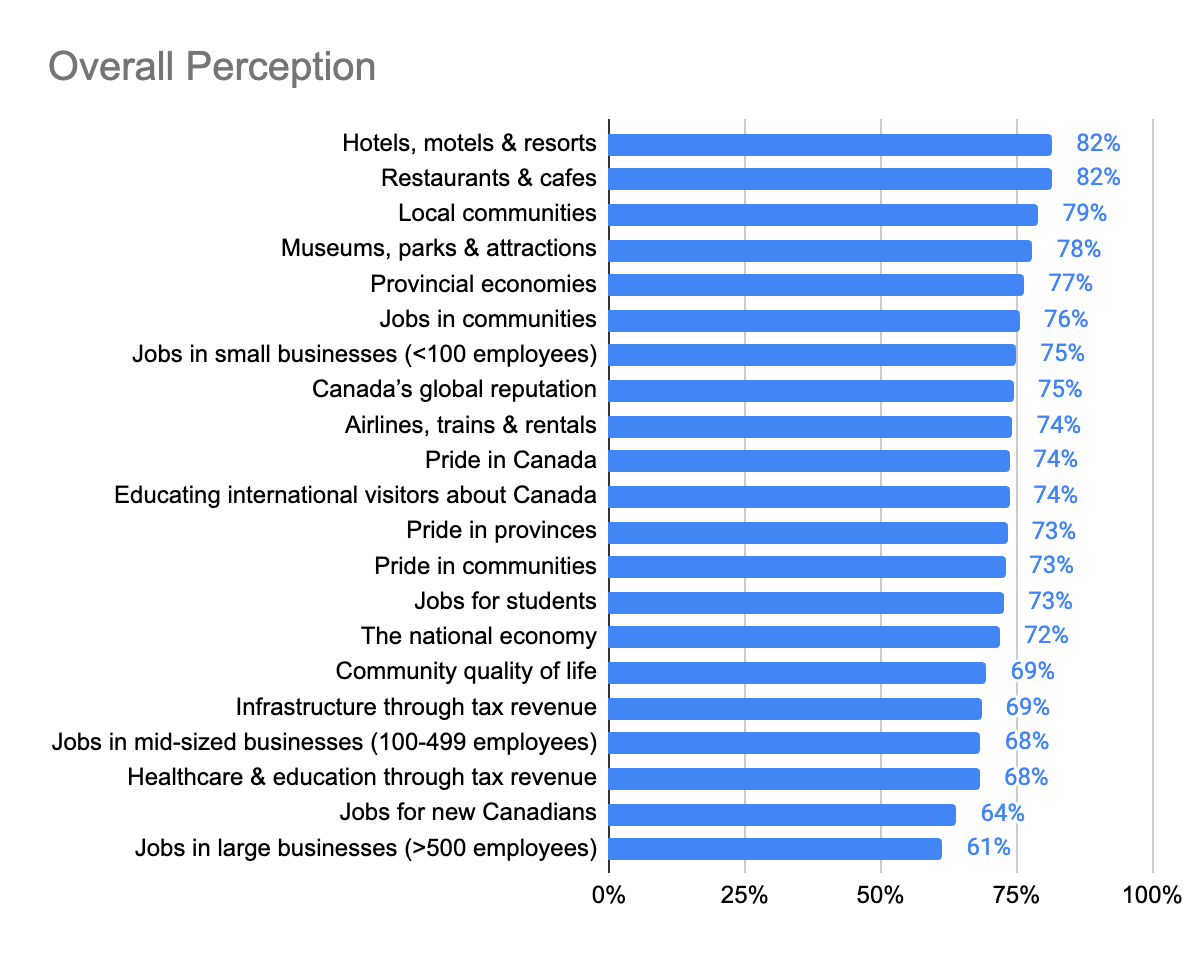 Overall Perception
Hotels, motels & resorts 82%
Restaurants & cafes 82%
Local communities 79%
Museums, parks & attractions 78%
Provincial economies 77%
Jobs in communities 76%
Jobs in small businesses (<100 employees) 75%
Canada’s global reputation 75%
Airlines, trains & rentals 74%
Pride in Canada 74%
Educating international visitors about Canada 74%
Pride in provinces 73%
Pride in communities 73%
Jobs for students 73%
The national economy 72%
Community quality of life 69%
Infrastructure through tax revenue 69%
Jobs in mid-sized businesses (100-499 employees) 68%
Healthcare & education through tax revenue 68%
Jobs for new Canadians 64%
Jobs in large businesses (>500 employees) 61%
0% 25% 50% 75% 100%